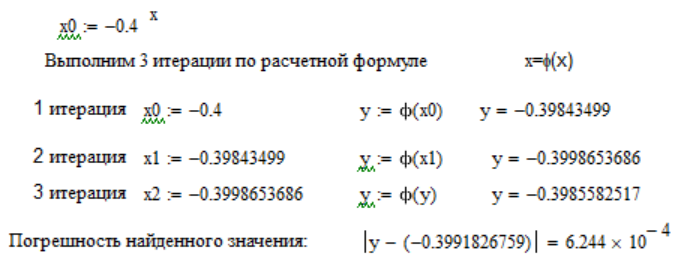 x
x0 := −0.4
Выполним 3 итерации по расчетной формуле x=ϕ(x)
1 итерация x0 := −0.4 y := ϕ(x0) y = −0.39843499
2 итерация x1 := −0.39843499 y := ϕ(x1) y = −0.3998653686
3 итерация x2 := −0.3998653686 y := ϕ(y) y = −0.3985582517
Погрешность найденного значения: |y − (−0.3991826759)| = 6.244 × 10⁻⁴